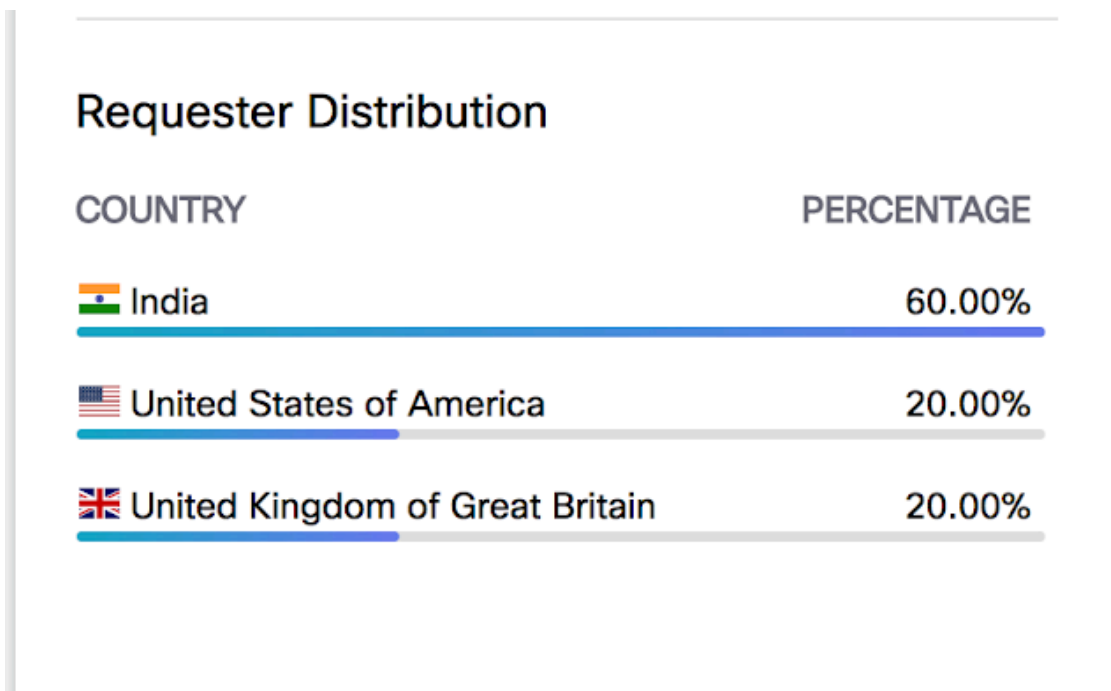 Requester Distribution
COUNTRY PERCENTAGE
India 60.00%
United States of America 20.00%
United Kingdom of Great Britain 20.00%